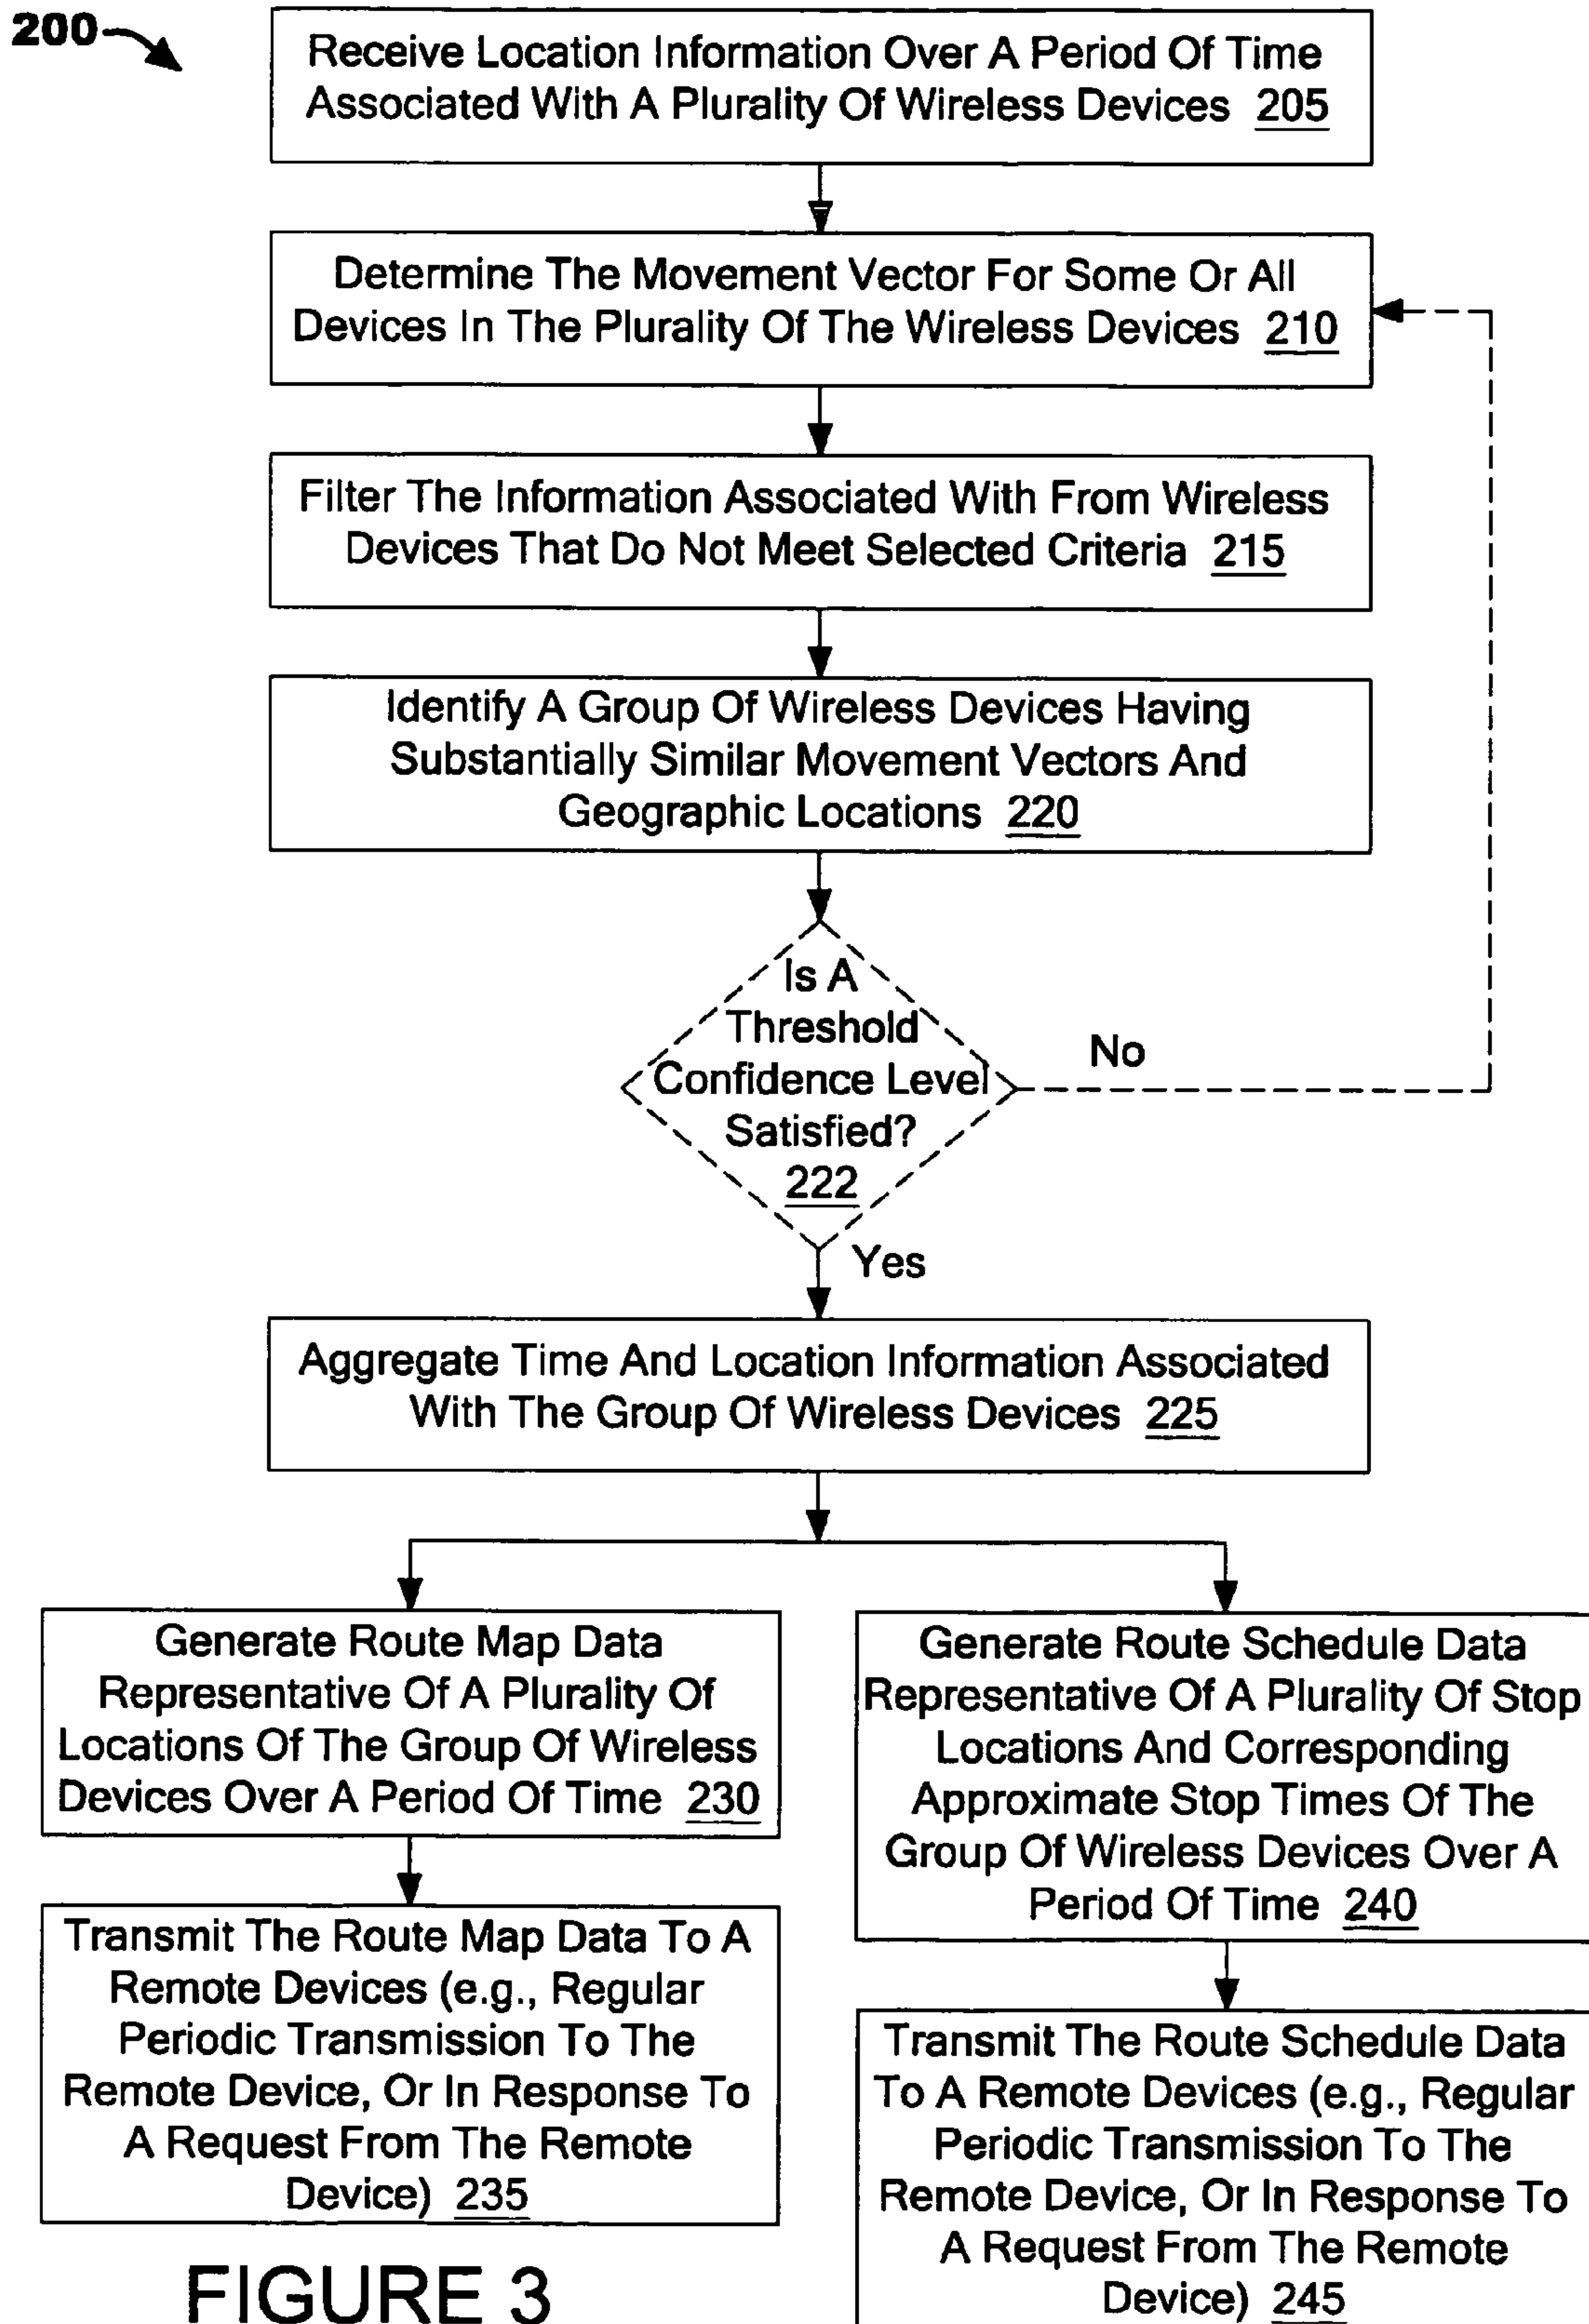 200
Receive Location Information Over A Period Of Time
Associated With A Plurality Of Wireless Devices 205
Determine The Movement Vector For Some Or All
Devices In The Plurality Of The Wireless Devices 210
Filter The Information Associated With From Wireless
Devices That Do Not Meet Selected Criteria 215
Identify A Group Of Wireless Devices Having
Substantially Similar Movement Vectors And
Geographic Locations 220
Is A
Threshold
Confidence Level
Satisfied?
222
No
Yes
Aggregate Time And Location Information Associated
With The Group Of Wireless Devices 225
Generate Route Map Data
Representative Of A Plurality Of
Locations Of The Group Of Wireless
Devices Over A Period Of Time 230
Transmit The Route Map Data To A
Remote Devices (e.g., Regular
Periodic Transmission To The
Remote Device, Or In Response To
A Request From The Remote
Device) 235
Generate Route Schedule Data
Representative Of A Plurality Of Stop
Locations And Corresponding
Approximate Stop Times Of The
Group Of Wireless Devices Over A
Period Of Time 240
Transmit The Route Schedule Data
To A Remote Devices (e.g., Regular
Periodic Transmission To The
Remote Device, Or In Response To
A Request From The Remote
Device) 245
FIGURE 3